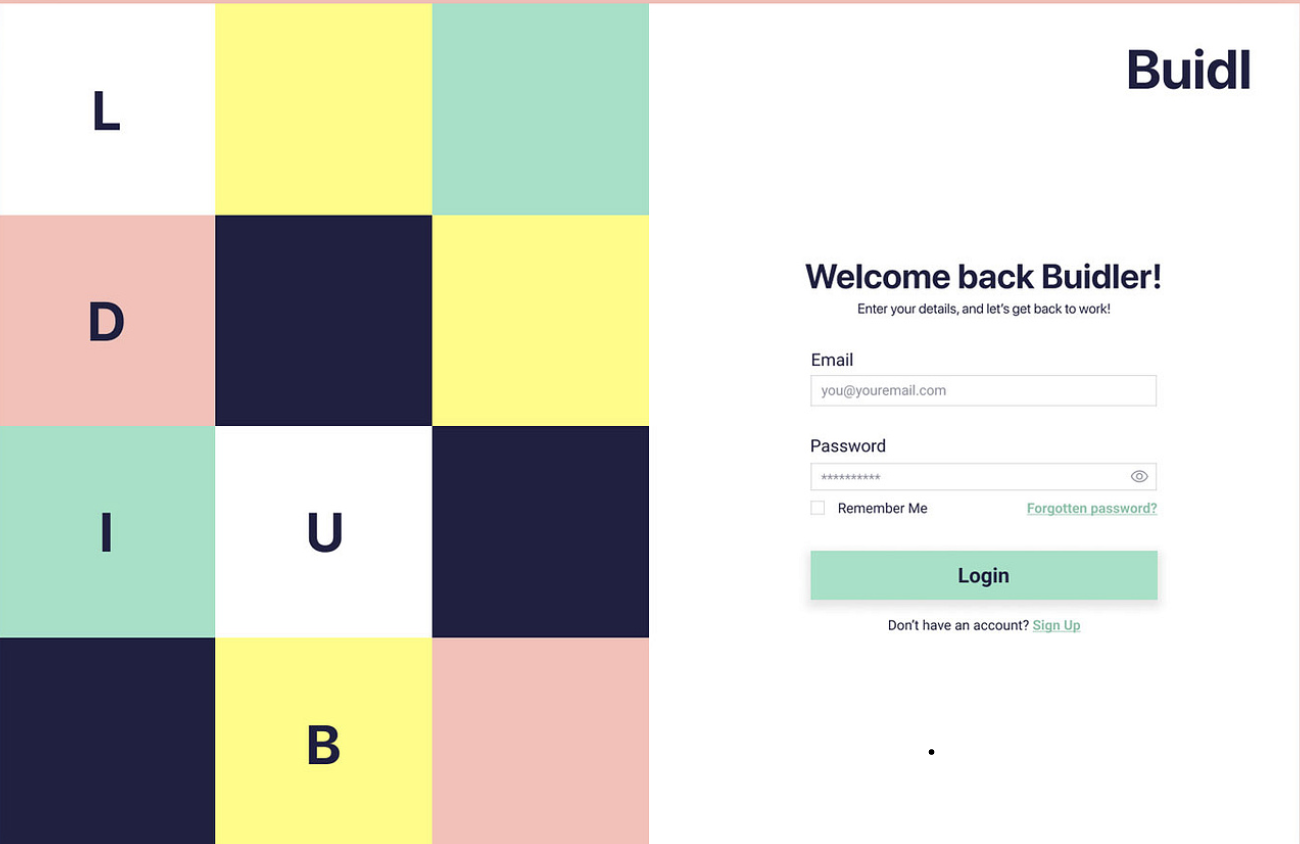 L
D
I
U
B
Buidl
Welcome back Buidler!
Enter your details, and let's get back to work!
Email
you@youremail.com
Password
**********
Remember Me
Forgotten password?
Login
Don't have an account? Sign Up